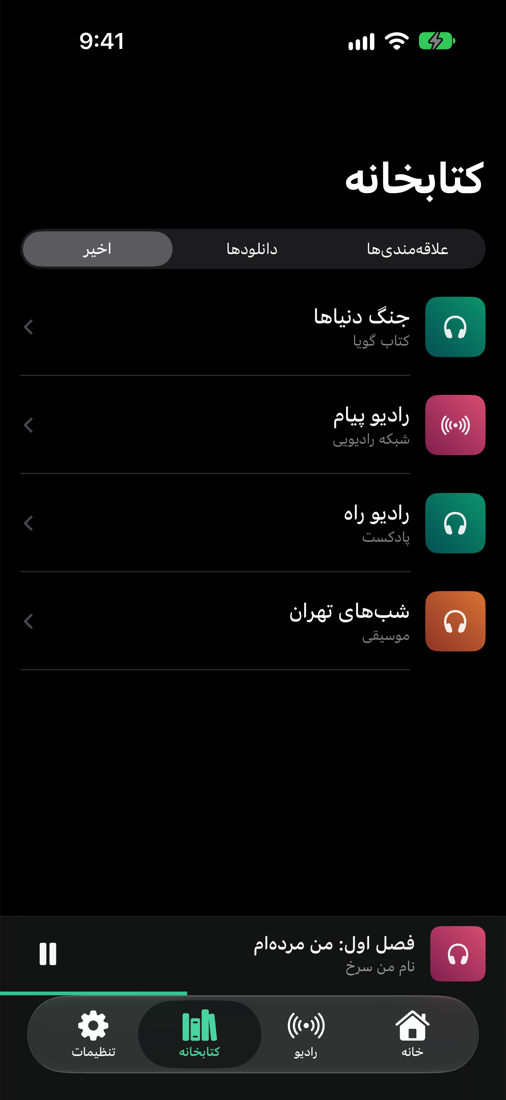 9:41
کتابخانه
علاقه‌مندی‌ها
دانلودها
اخیر
جنگ دنیاها
کتاب گویا
رادیو پیام
شبکه رادیویی
رادیو راه
پادکست
شب‌های تهران
موسیقی
فصل اول: من مرده‌ام
نام من سرخ
خانه
رادیو
کتابخانه
تنظیمات